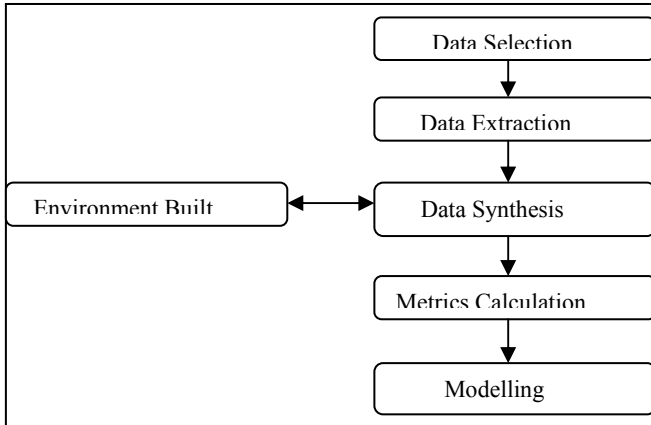 Data Selection
Data Extraction
Environment Built
Data Synthesis
Metrics Calculation
Modelling